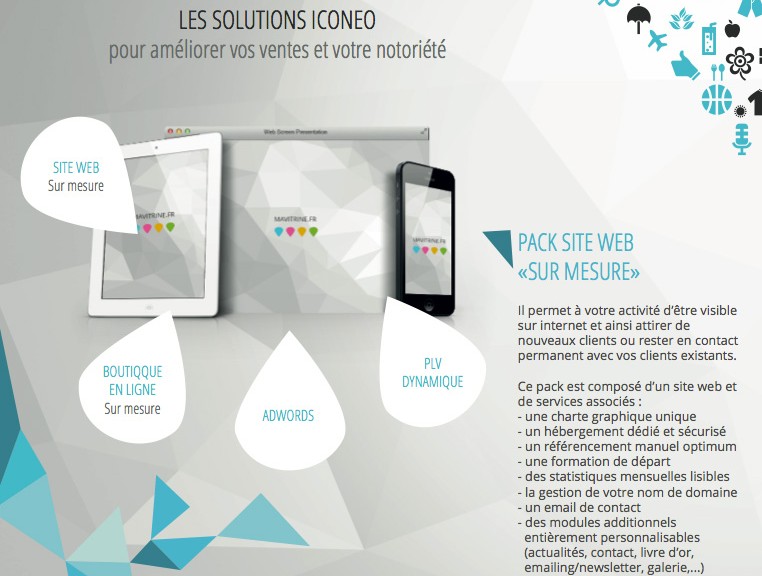 LES SOLUTIONS ICONEO
pour améliorer vos ventes et votre notoriété
Web Screen Presentation
SITE WEB
Sur mesure
MAVITRINE.FR
MAVITRINE.FR
MAVITRINE.FR
BOUTIQQUE
EN LIGNE
Sur mesure
ADWORDS
PLV
DYNAMIQUE
PACK SITE WEB
«SUR MESURE»
Il permet à votre activité d’être visible
sur internet et ainsi attirer de
nouveaux clients ou rester en contact
permanent avec vos clients existants.
Ce pack est composé d’un site web et
de services associés :
- une charte graphique unique
- un hébergement dédié et sécurisé
- un référencement manuel optimum
- une formation de départ
- des statistiques mensuelles lisibles
- la gestion de votre nom de domaine
- un email de contact
- des modules additionnels
entièrement personnalisables
(actualités, contact, livre d’or,
emailing/newsletter, galerie,...)